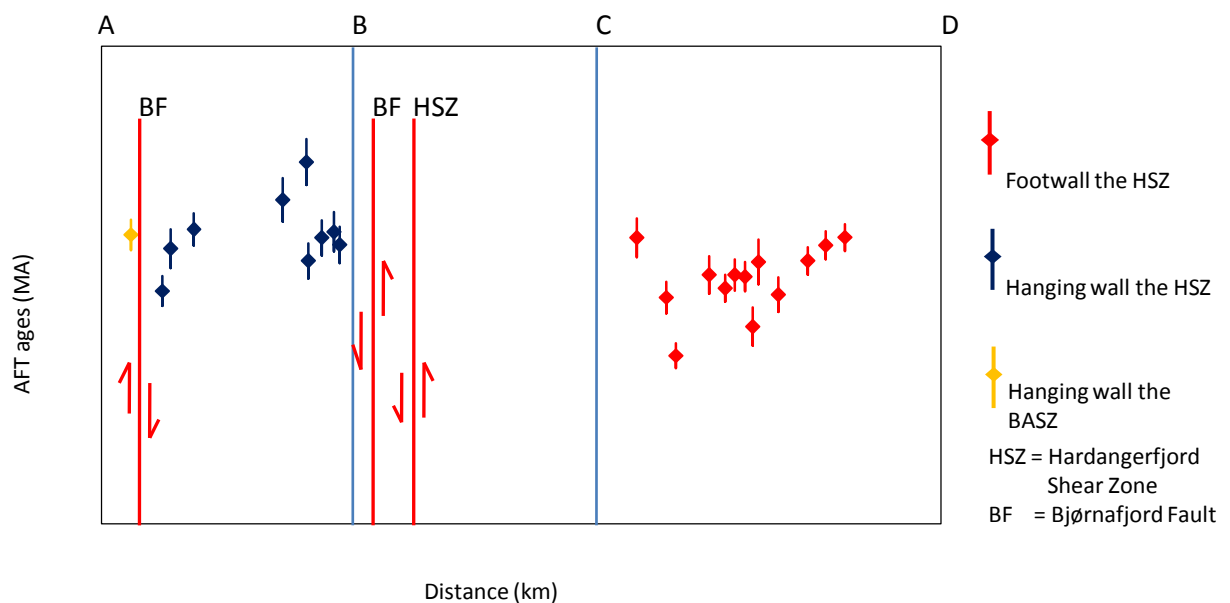 A B C D
BF BF HSZ
AFT ages (MA)
Footwall the HSZ
Hanging wall the HSZ
Hanging wall the
BASZ
HSZ = Hardangerfjord
Shear Zone
BF = Bjørnafjord Fault
Distance (km)